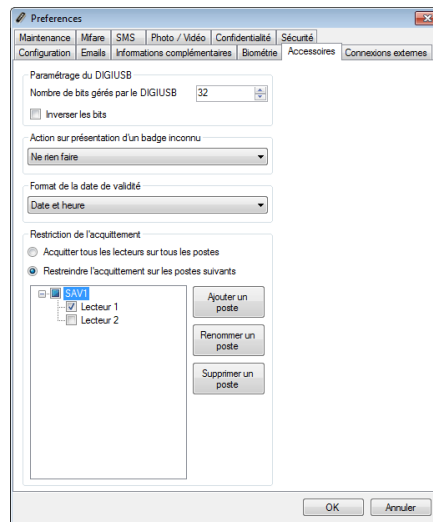 Preferences
Maintenance Mifare SMS Photo / Vidéo Confidentialité Sécurité
Configuration Emails Informations complémentaires Biométrie Accessoires Connexions externes
Paramétrage du DIGIUSB
Nombre de bits gérés par le DIGIUSB 32
Inverser les bits
Action sur présentation d'un badge inconnu
Ne rien faire
Format de la date de validité
Date et heure
Restriction de l'acquittement
Acquitter tous les lecteurs sur tous les postes
Restreindre l'acquittement sur les postes suivants
SAV1
Lecteur 1
Lecteur 2
Ajouter un
poste
Renommer un
poste
Supprimer un
poste
OK Annuler